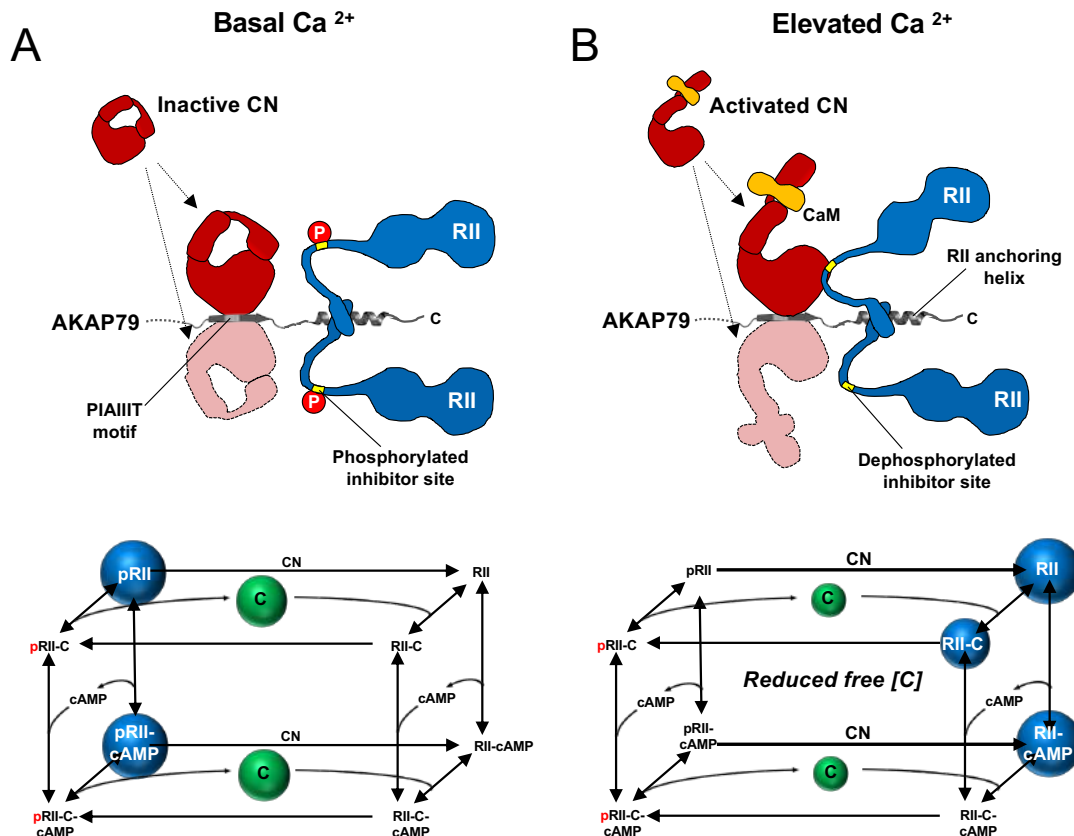 Basal Ca 2+
A
Inactive CN
P
RII
AKAP79
C
PIAIIIT
motif
P
RII
Phosphorylated
inhibitor site
pRII
CN
RII
C
pRII-C
RII-C
cAMP
cAMP
pRII-
cAMP
CN
RII-cAMP
C
pRII-C-
cAMP
RII-C-
cAMP
Elevated Ca 2+
B
Activated CN
CaM
RII
RII anchoring
helix
AKAP79
C
RII
Dephosphorylated
inhibitor site
pRII
CN
RII
C
pRII-C
RII-C
Reduced free [C]
cAMP
cAMP
pRII-
cAMP
CN
RII-
cAMP
C
pRII-C-
cAMP
RII-C-
cAMP